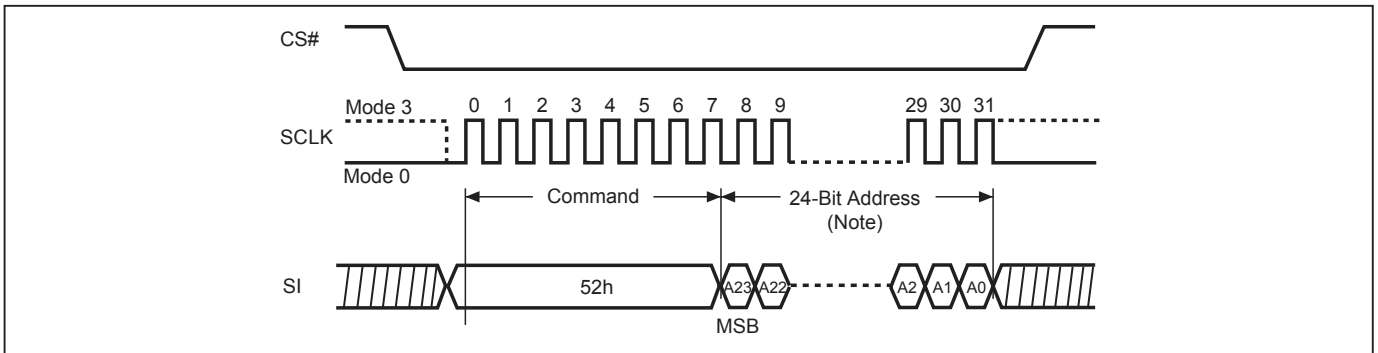 CS#
Mode 3
0 1 2 3 4 5 6 7 8 9 29 30 31
SCLK
Mode 0
Command
24-Bit Address
(Note)
SI
52h
A23 A22
A2 A1 A0
MSB